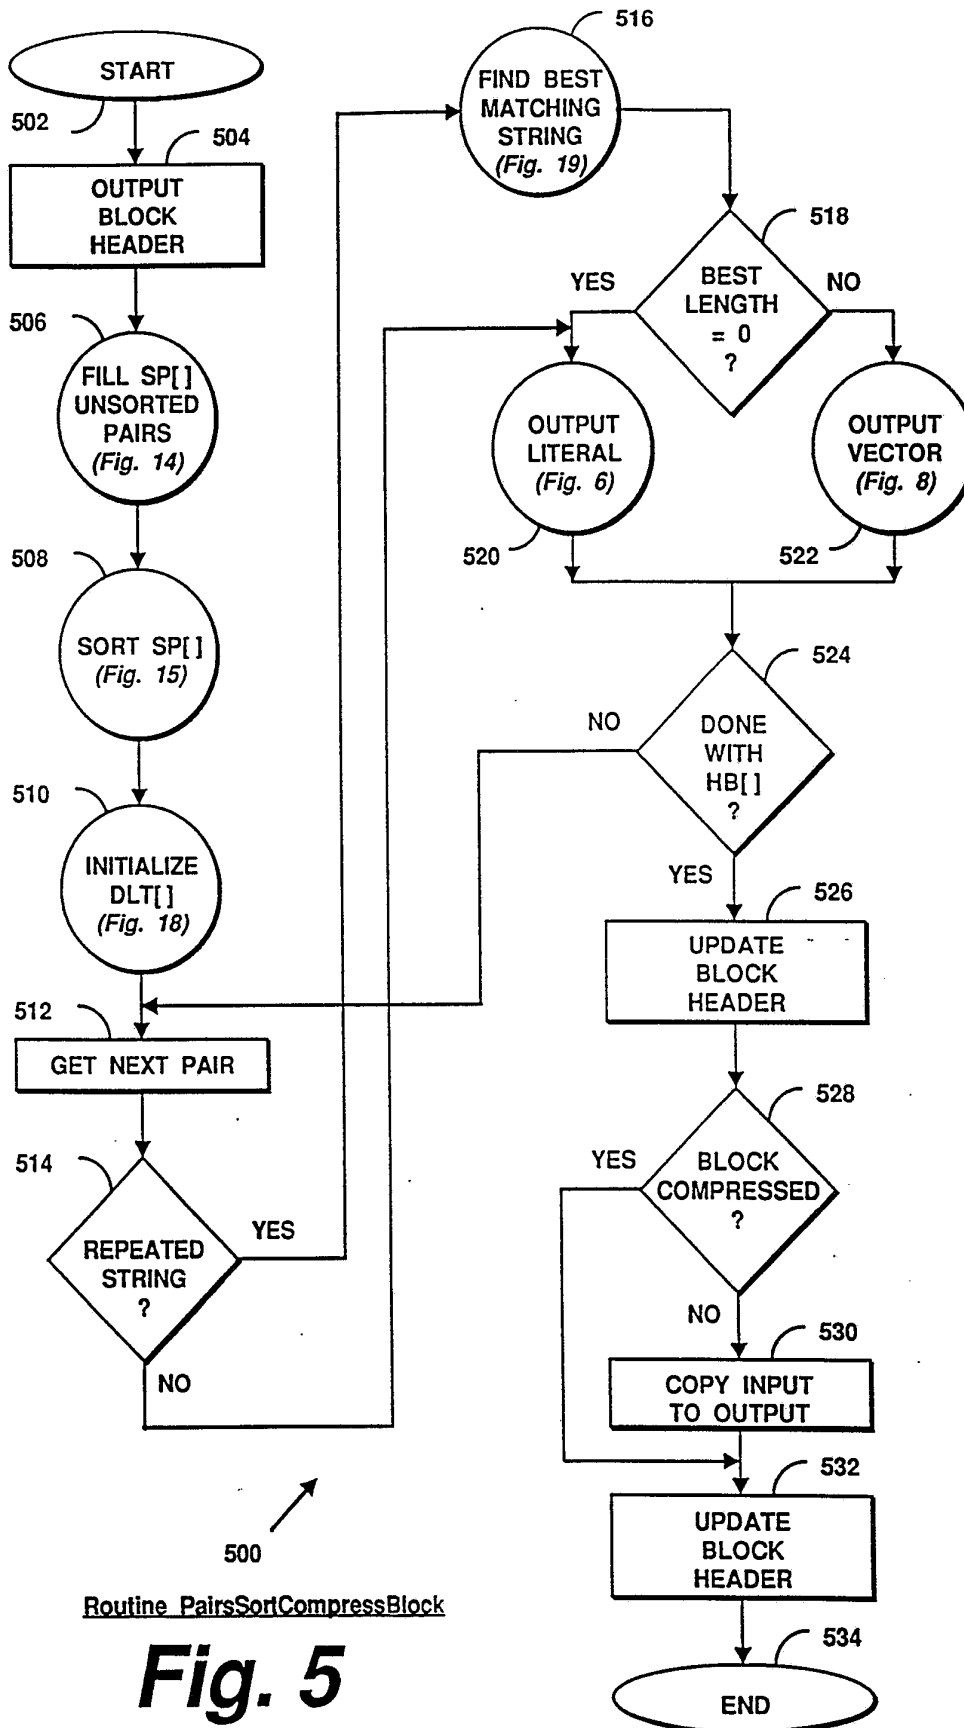 START
502
504
OUTPUT
BLOCK
HEADER
506
FILL SP[]
UNSORTED
PAIRS
(Fig. 14)
508
SORT SP[]
(Fig. 15)
510
INITIALIZE
DLT[]
(Fig. 18)
512
GET NEXT PAIR
514
REPEATED
STRING
?
YES
NO
516
FIND BEST
MATCHING
STRING
(Fig. 19)
518
BEST
LENGTH
= 0
?
YES
NO
OUTPUT
LITERAL
(Fig. 6)
520
OUTPUT
VECTOR
(Fig. 8)
522
524
DONE
WITH
HB[]
?
NO
YES
526
UPDATE
BLOCK
HEADER
528
BLOCK
COMPRESSED
?
YES
NO
530
COPY INPUT
TO OUTPUT
532
UPDATE
BLOCK
HEADER
534
END
500
Routine PairsSortCompressBlock
Fig. 5